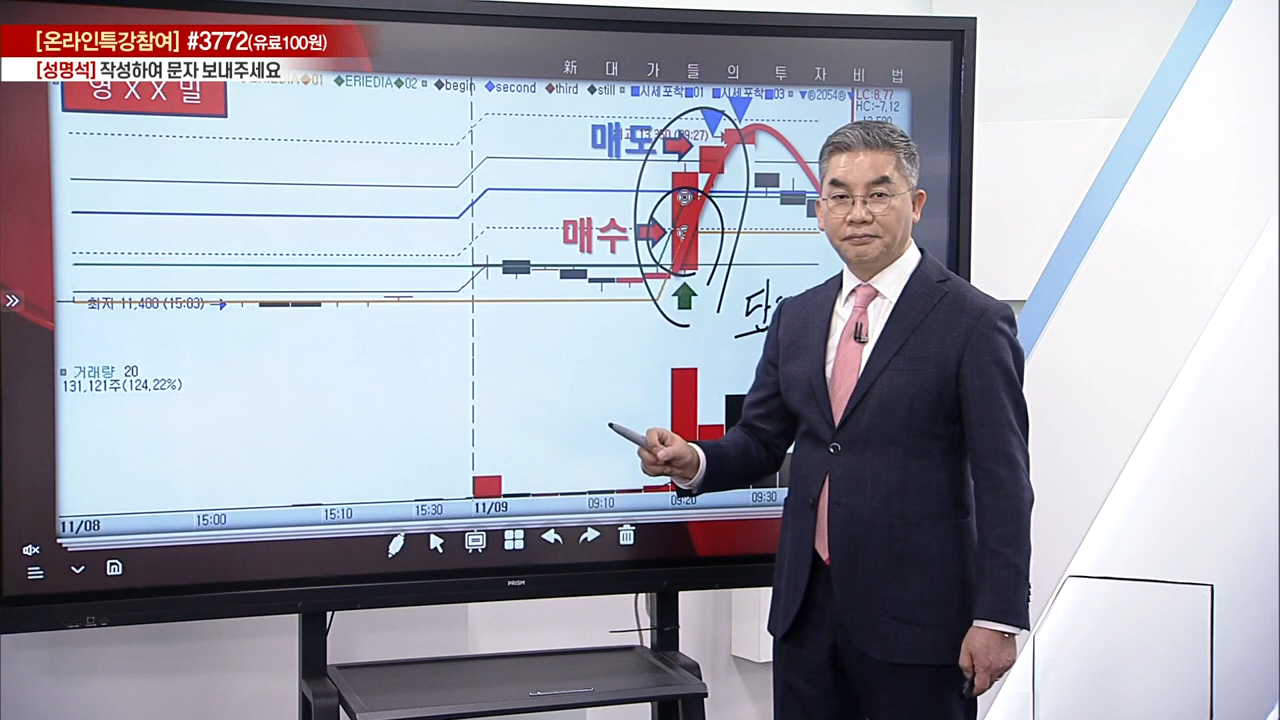 [온라인특강참여] #3772(유료100원)
[성명석] 작성하여 문자 보내주세요
新 대 가 들 의 투 자 비 법
ERIEDIA◆02 begin ◆second ◆third ◆still 시세포착 01 시세포착 03 ▼@2054@
형 X X 밀
LC:8.77
HC:-7.12
매도
(09:27)
매수
최저 11,400 (15:03)
거래량 20
131,121주(124.22%)
11/08 15:00 15:10 15:30 11/09 09:10 09:20 09:30
PRISM